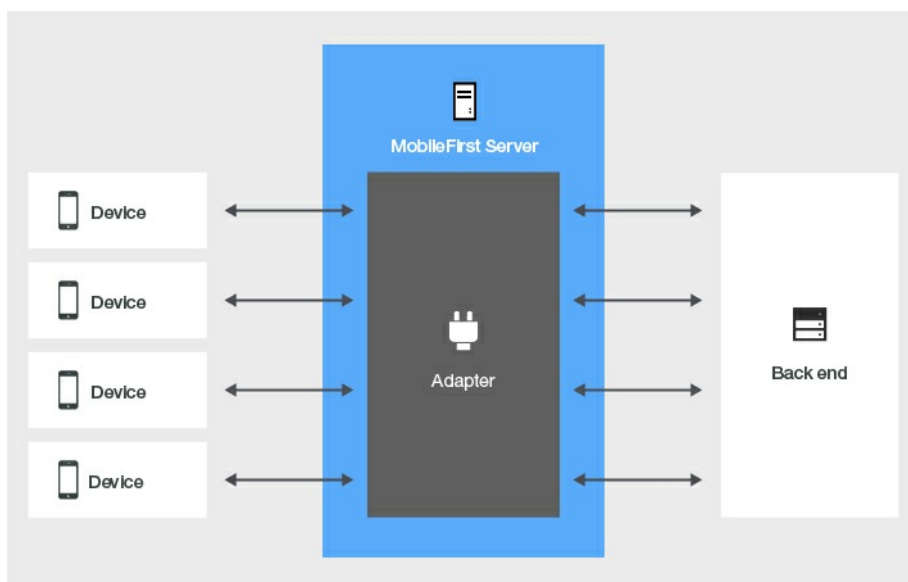 MobileFirst Server
Device
Device
Device
Device
Adapter
Back end